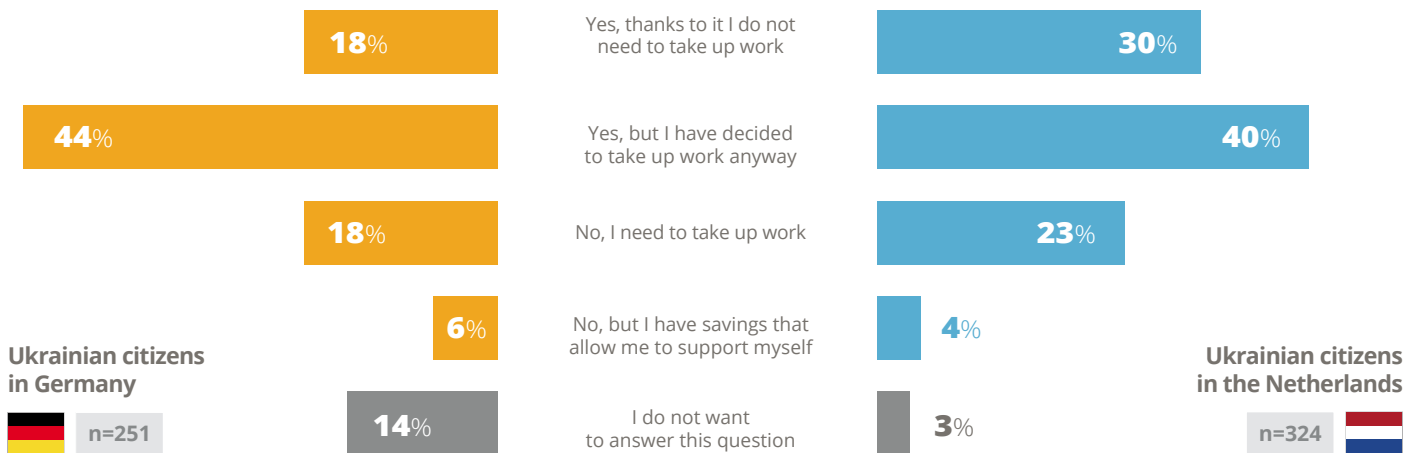 18%
Yes, thanks to it I do not
need to take up work
30%
44%
Yes, but I have decided
to take up work anyway
40%
18%
No, I need to take up work
23%
6%
No, but I have savings that
allow me to support myself
4%
Ukrainian citizens
in Germany
Ukrainian citizens
in the Netherlands
14%
I do not want
to answer this question
3%
n=251
n=324